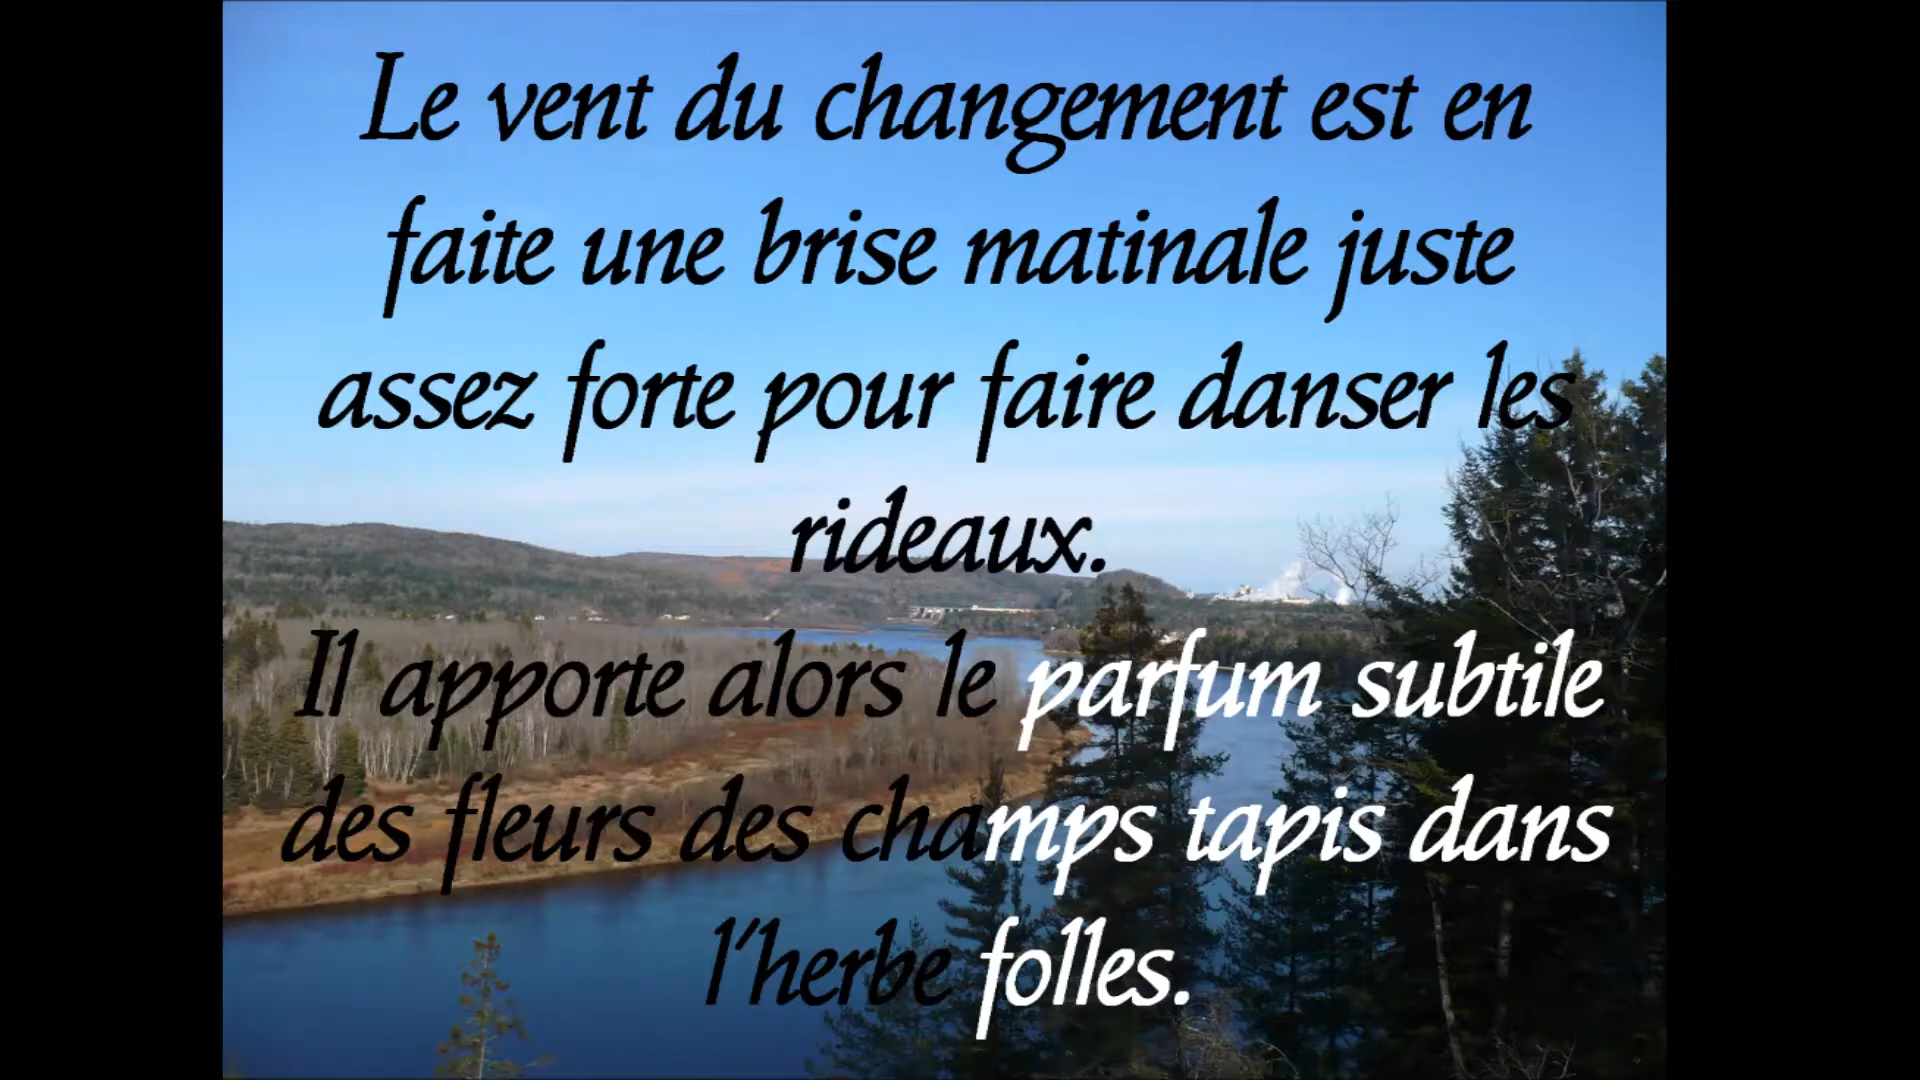 Le vent du changement est en
faite une brise matinale juste
assez forte pour faire danser les
rideaux.
Il apporte alors le parfum subtile
des fleurs des champs tapis dans
l'herbe folles.